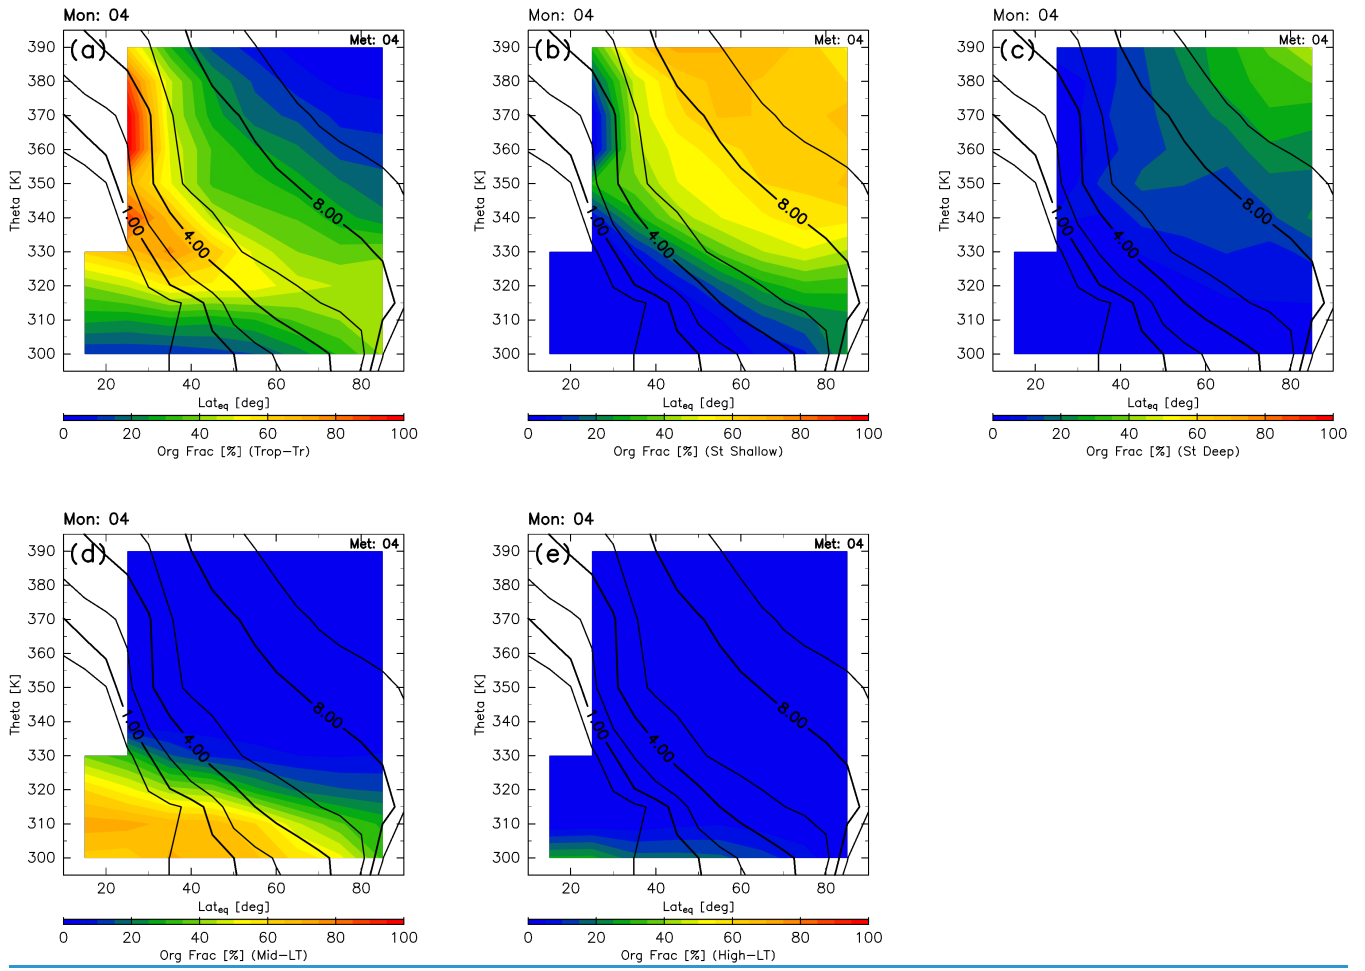 Mon: 04
Mon: 04
Mon: 04
(a)
Met: 04
(b)
Met: 04
(c)
Met: 04
390
380
370
360
350
340
330
320
310
300
Theta [K]
1.00
4.00
8.00
20
40
60
80
Lat_eq [deg]
0 20 40 60 80 100
Org Frac [%] (Trop-Tr)
390
380
370
360
350
340
330
320
310
300
Theta [K]
1.00
4.00
8.00
20
40
60
80
Lat_eq [deg]
0 20 40 60 80 100
Org Frac [%] (St Shallow)
390
380
370
360
350
340
330
320
310
300
Theta [K]
1.00
4.00
8.00
20
40
60
80
Lat_eq [deg]
0 20 40 60 80 100
Org Frac [%] (St Deep)
Mon: 04
Mon: 04
(d)
Met: 04
(e)
Met: 04
390
380
370
360
350
340
330
320
310
300
Theta [K]
1.00
4.00
8.00
20
40
60
80
Lat_eq [deg]
0 20 40 60 80 100
Org Frac [%] (Mid-LT)
390
380
370
360
350
340
330
320
310
300
Theta [K]
1.00
4.00
8.00
20
40
60
80
Lat_eq [deg]
0 20 40 60 80 100
Org Frac [%] (High-LT)